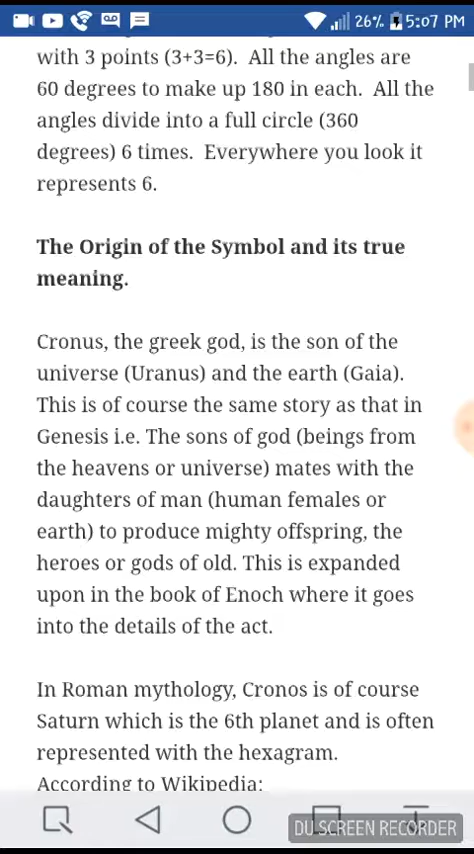 26% 5:07 PM
with 3 points (3+3=6).  All the angles are
60 degrees to make up 180 in each.  All the
angles divide into a full circle (360
degrees) 6 times.  Everywhere you look it
represents 6.
The Origin of the Symbol and its true
meaning.
Cronus, the greek god, is the son of the
universe (Uranus) and the earth (Gaia).
This is of course the same story as that in
Genesis i.e. The sons of god (beings from
the heavens or universe) mates with the
daughters of man (human females or
earth) to produce mighty offspring, the
heroes or gods of old. This is expanded
upon in the book of Enoch where it goes
into the details of the act.
In Roman mythology, Cronos is of course
Saturn which is the 6th planet and is often
represented with the hexagram.
According to Wikipedia:
DU SCREEN RECORDER